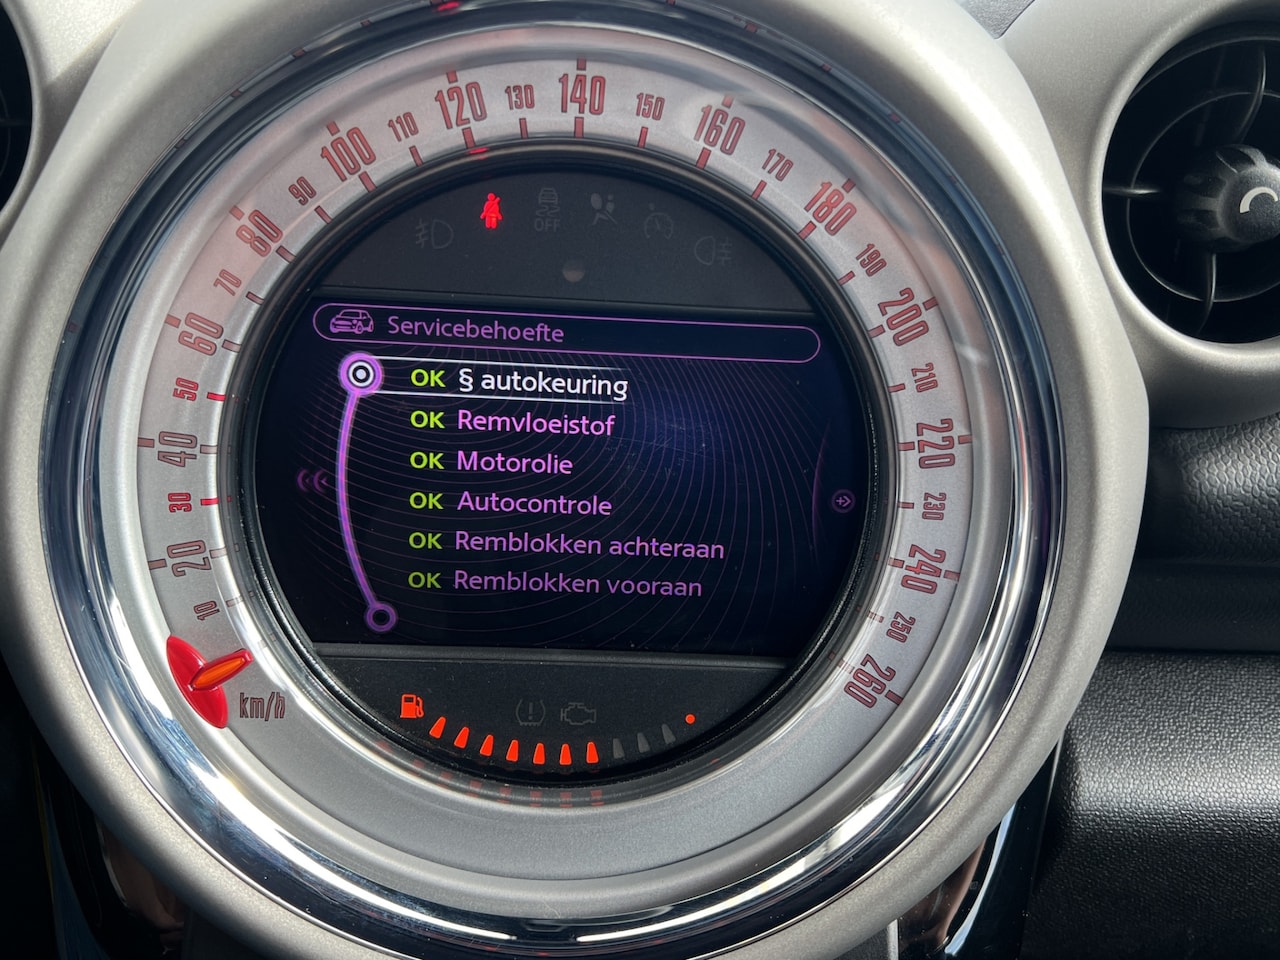 10
20
30
40
50
60
70
80
90
100
110
120
130
140
150
160
170
180
190
200
210
220
230
240
250
260
km/h
OFF
Servicebehoefte
OK § autokeuring
OK Remvloeistof
OK Motorolie
OK Autocontrole
OK Remblokken achteraan
OK Remblokken vooraan